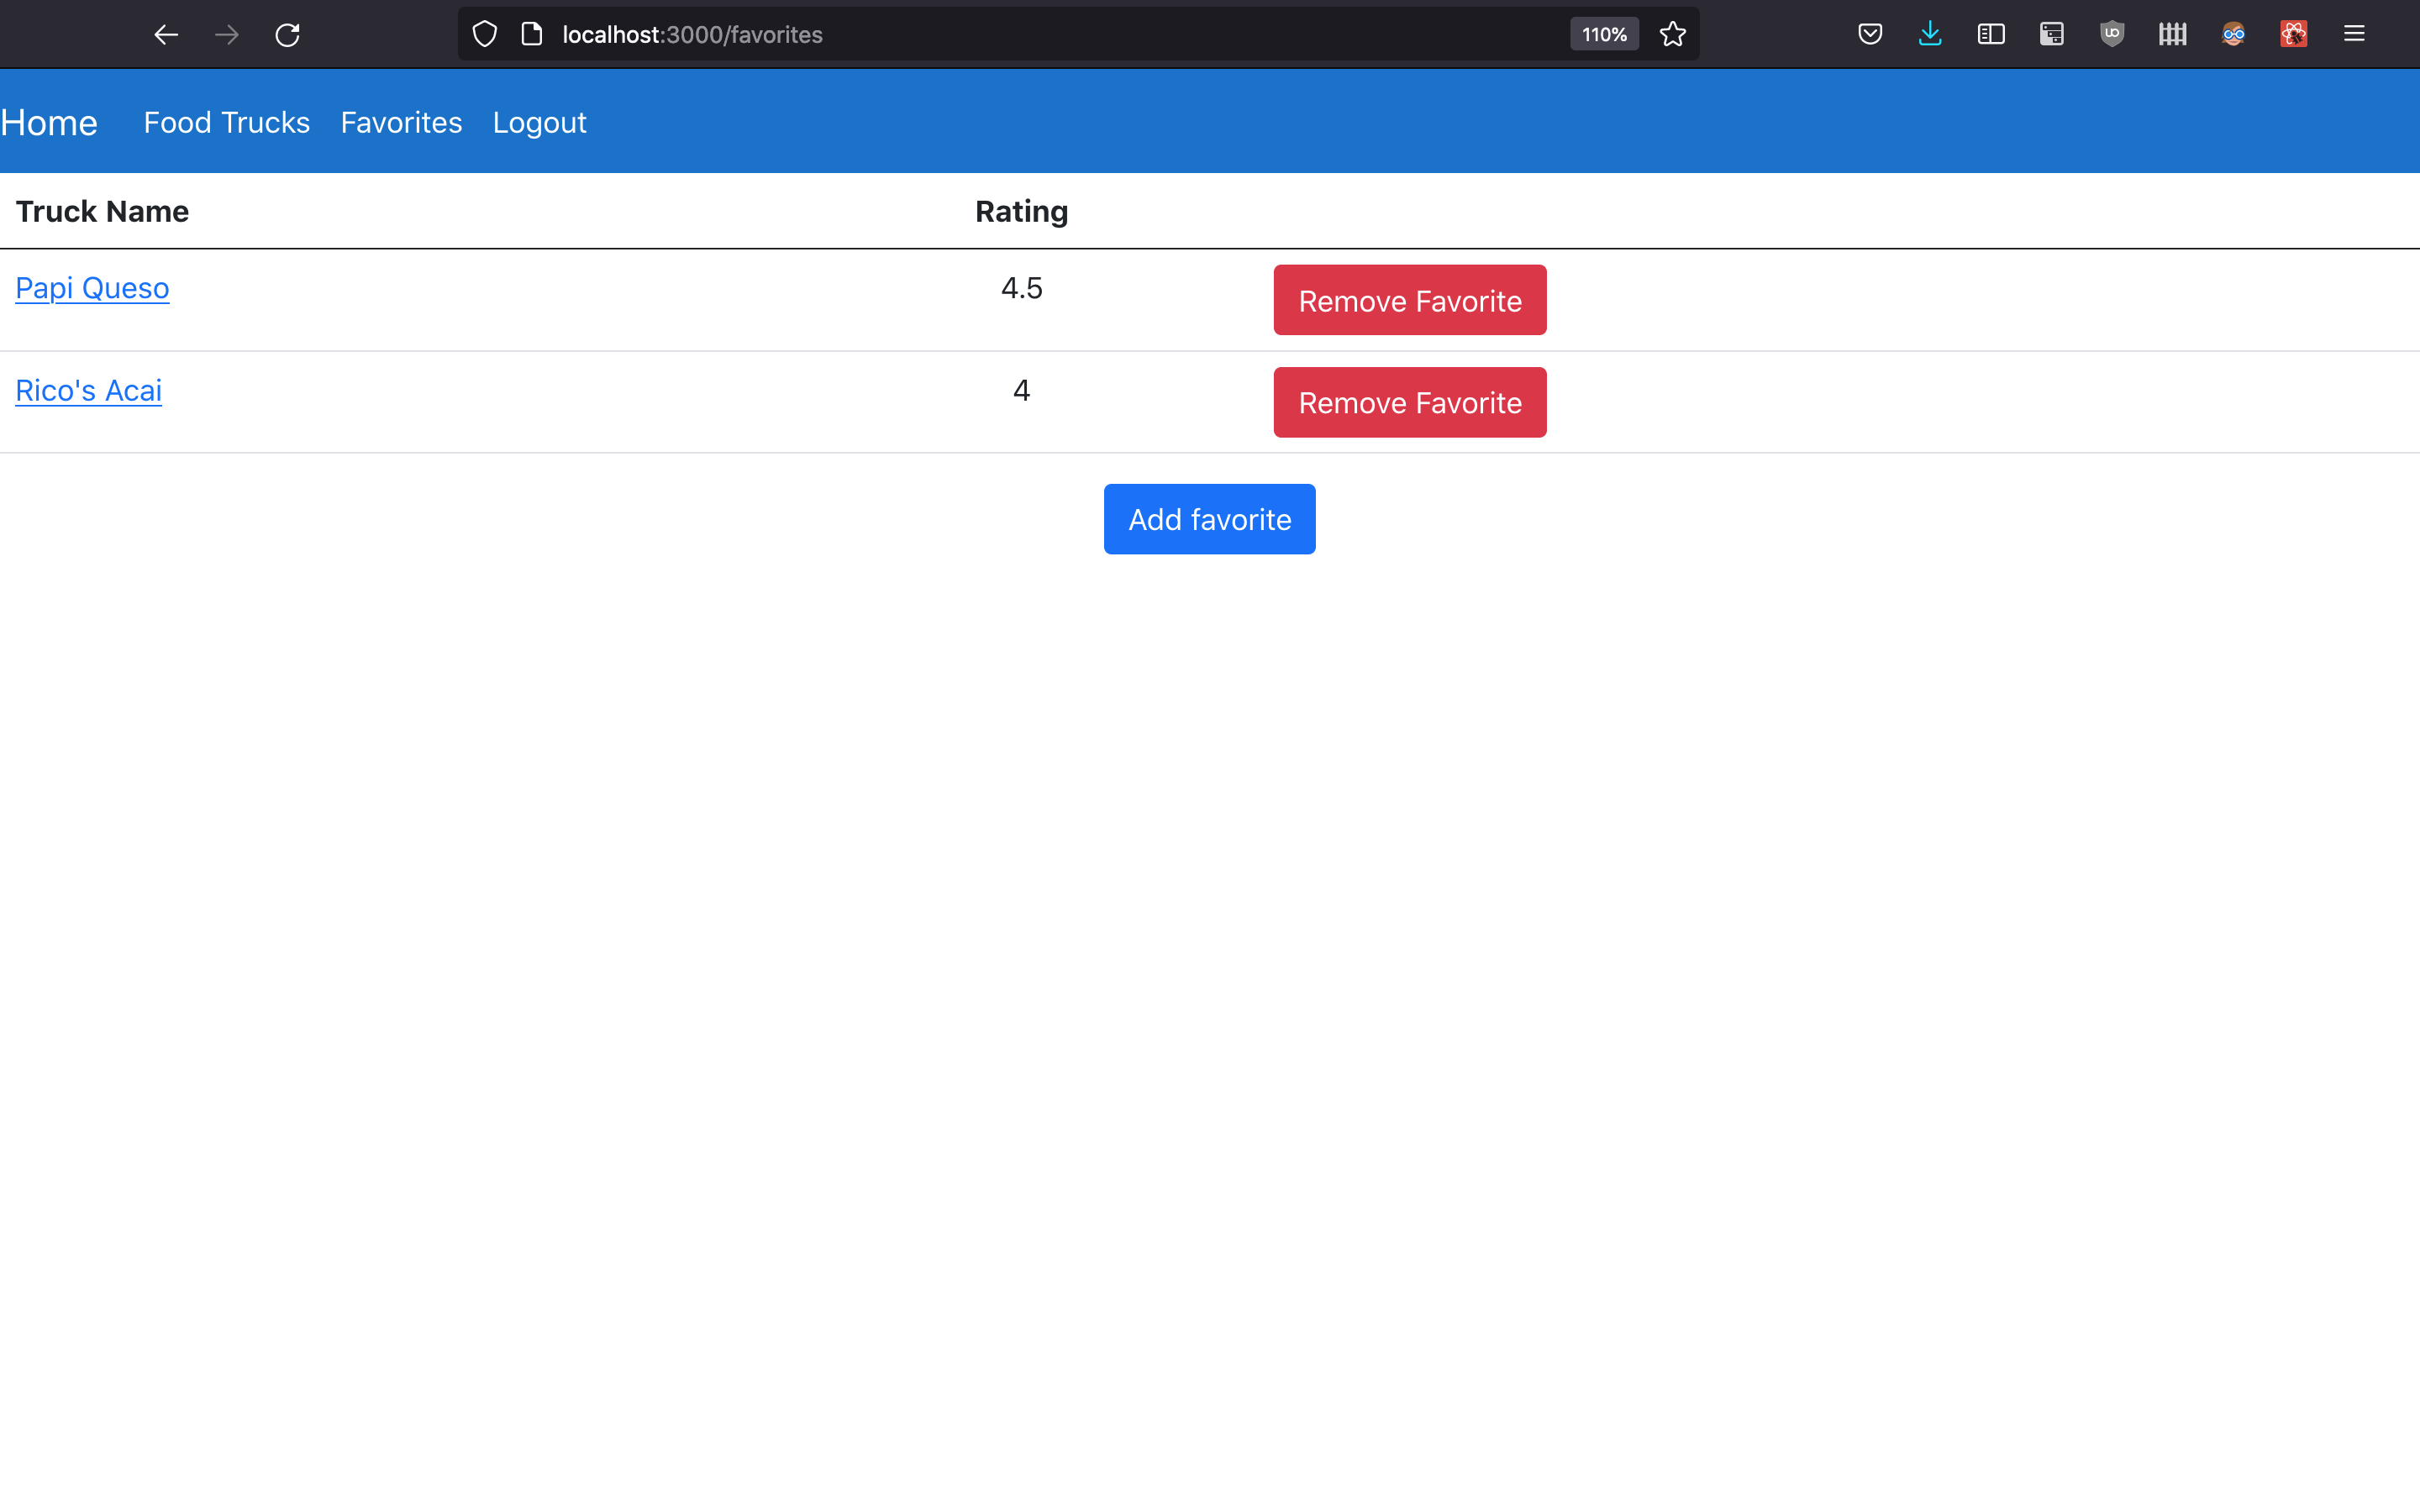 localhost:3000/favorites 110%
Home Food Trucks Favorites Logout
Truck Name Rating
Papi Queso 4.5 Remove Favorite
Rico's Acai 4 Remove Favorite
Add favorite